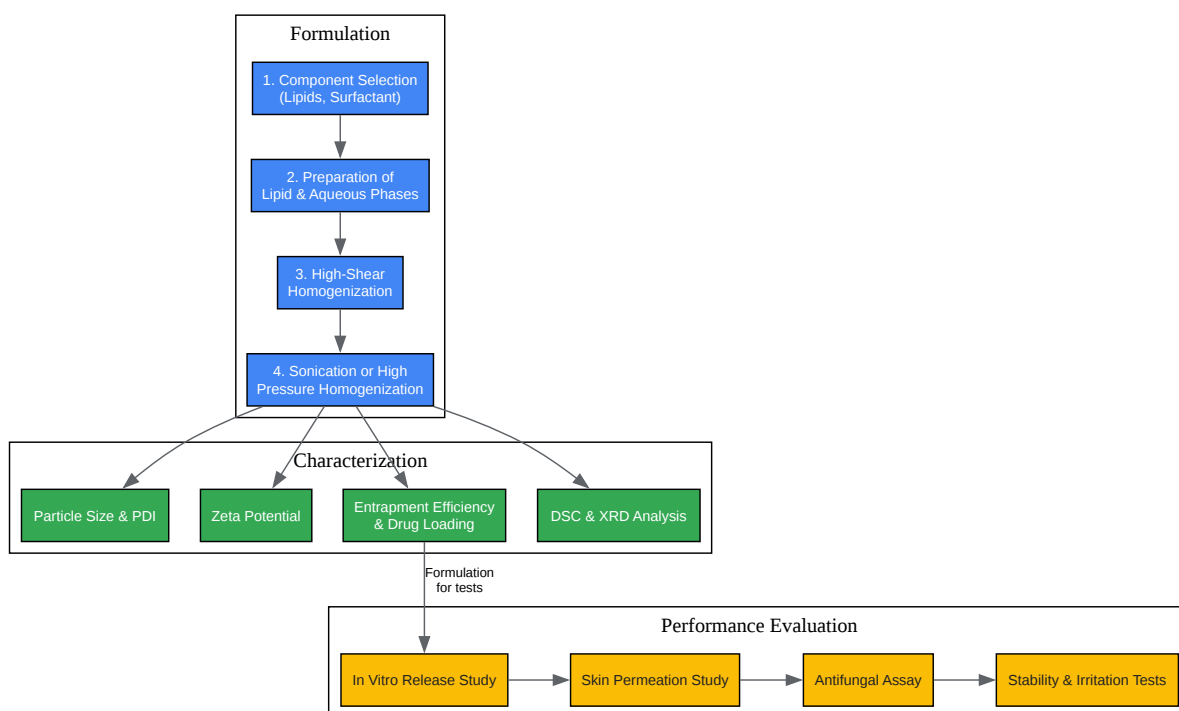 Formulation
1. Component Selection
(Lipids, Surfactant)
2. Preparation of
Lipid & Aqueous Phases
3. High-Shear
Homogenization
4. Sonication or High
Pressure Homogenization
Characterization
Particle Size & PDI
Zeta Potential
Entrapment Efficiency
& Drug Loading
DSC & XRD Analysis
Formulation
for tests
Performance Evaluation
In Vitro Release Study
Skin Permeation Study
Antifungal Assay
Stability & Irritation Tests